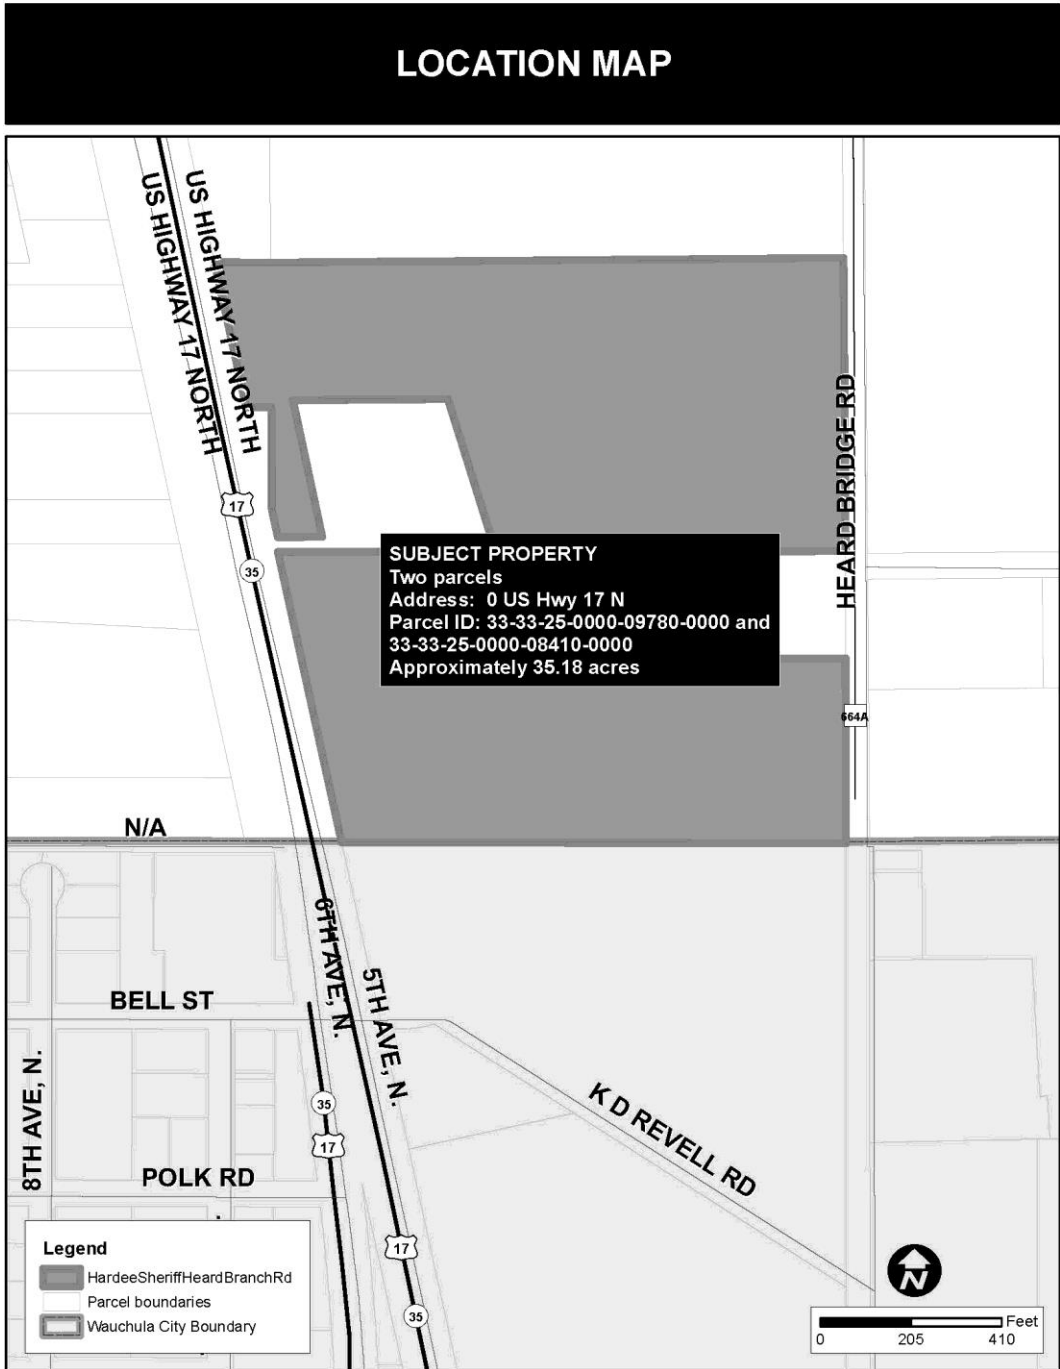 LOCATION MAP
US HIGHWAY 17 NORTH
US HIGHWAY 17 NORTH
17
35
HEARD BRIDGE RD
SUBJECT PROPERTY
Two parcels
Address: 0 US Hwy 17 N
Parcel ID: 33-33-25-0000-09780-0000 and
33-33-25-0000-08410-0000
Approximately 35.18 acres
664A
N/A
6TH AVE, N.
5TH AVE, N.
BELL ST
8TH AVE, N.
35
17
K D REVELL RD
POLK RD
17
35
Legend
HardeeSheriffHeardBranchRd
Parcel boundaries
Wauchula City Boundary
N
Feet
0 205 410